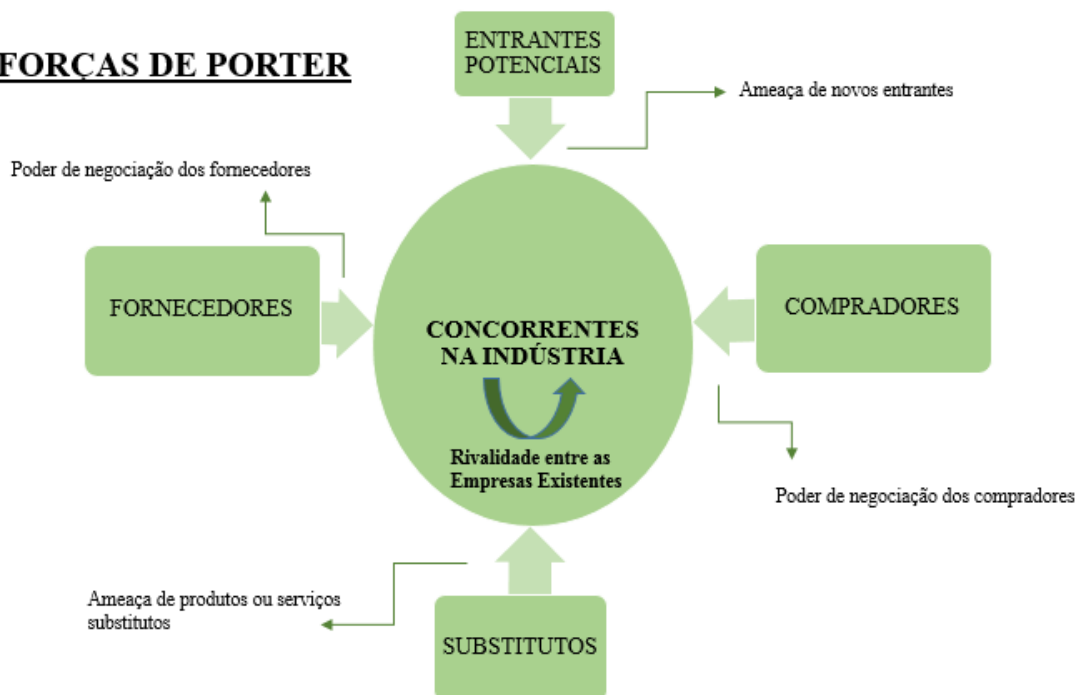 FORÇAS DE PORTER
ENTRANTES
POTENCIAIS
Ameaça de novos entrantes
Poder de negociação dos fornecedores
FORNECEDORES
CONCORRENTES
NA INDÚSTRIA
Rivalidade entre as
Empresas Existentes
COMPRADORES
Poder de negociação dos compradores
Ameaça de produtos ou serviços
substitutos
SUBSTITUTOS